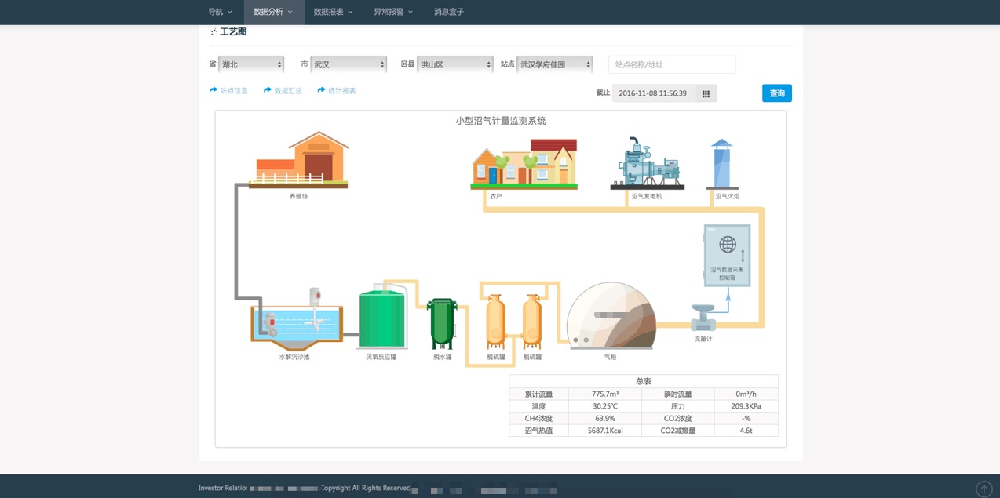 导航 数据分析 数据报表 异常报警 消息盒子
工艺图
省 湖北 市 武汉 区县 洪山区 站点 武汉学府佳园 站点名称/地址
站点信息 数据汇总 统计报表 截止 2016-11-08 11:56:39 查询
小型沼气计量监测系统
养殖场 农户 沼气发电机 沼气火炬
沼气数据采集
控制箱
流量计
水解沉沙池 厌氧反应罐 脱水罐 脱硫罐 脱硫罐 气柜
总表
累计流量 775.7m³ 瞬时流量 0m³/h
温度 30.25℃ 压力 209.3KPa
CH4浓度 63.9% CO2浓度 -%
沼气热值 5687.1Kcal CO2减排量 4.6t
Investor Relation Copyright All Rights Reserved